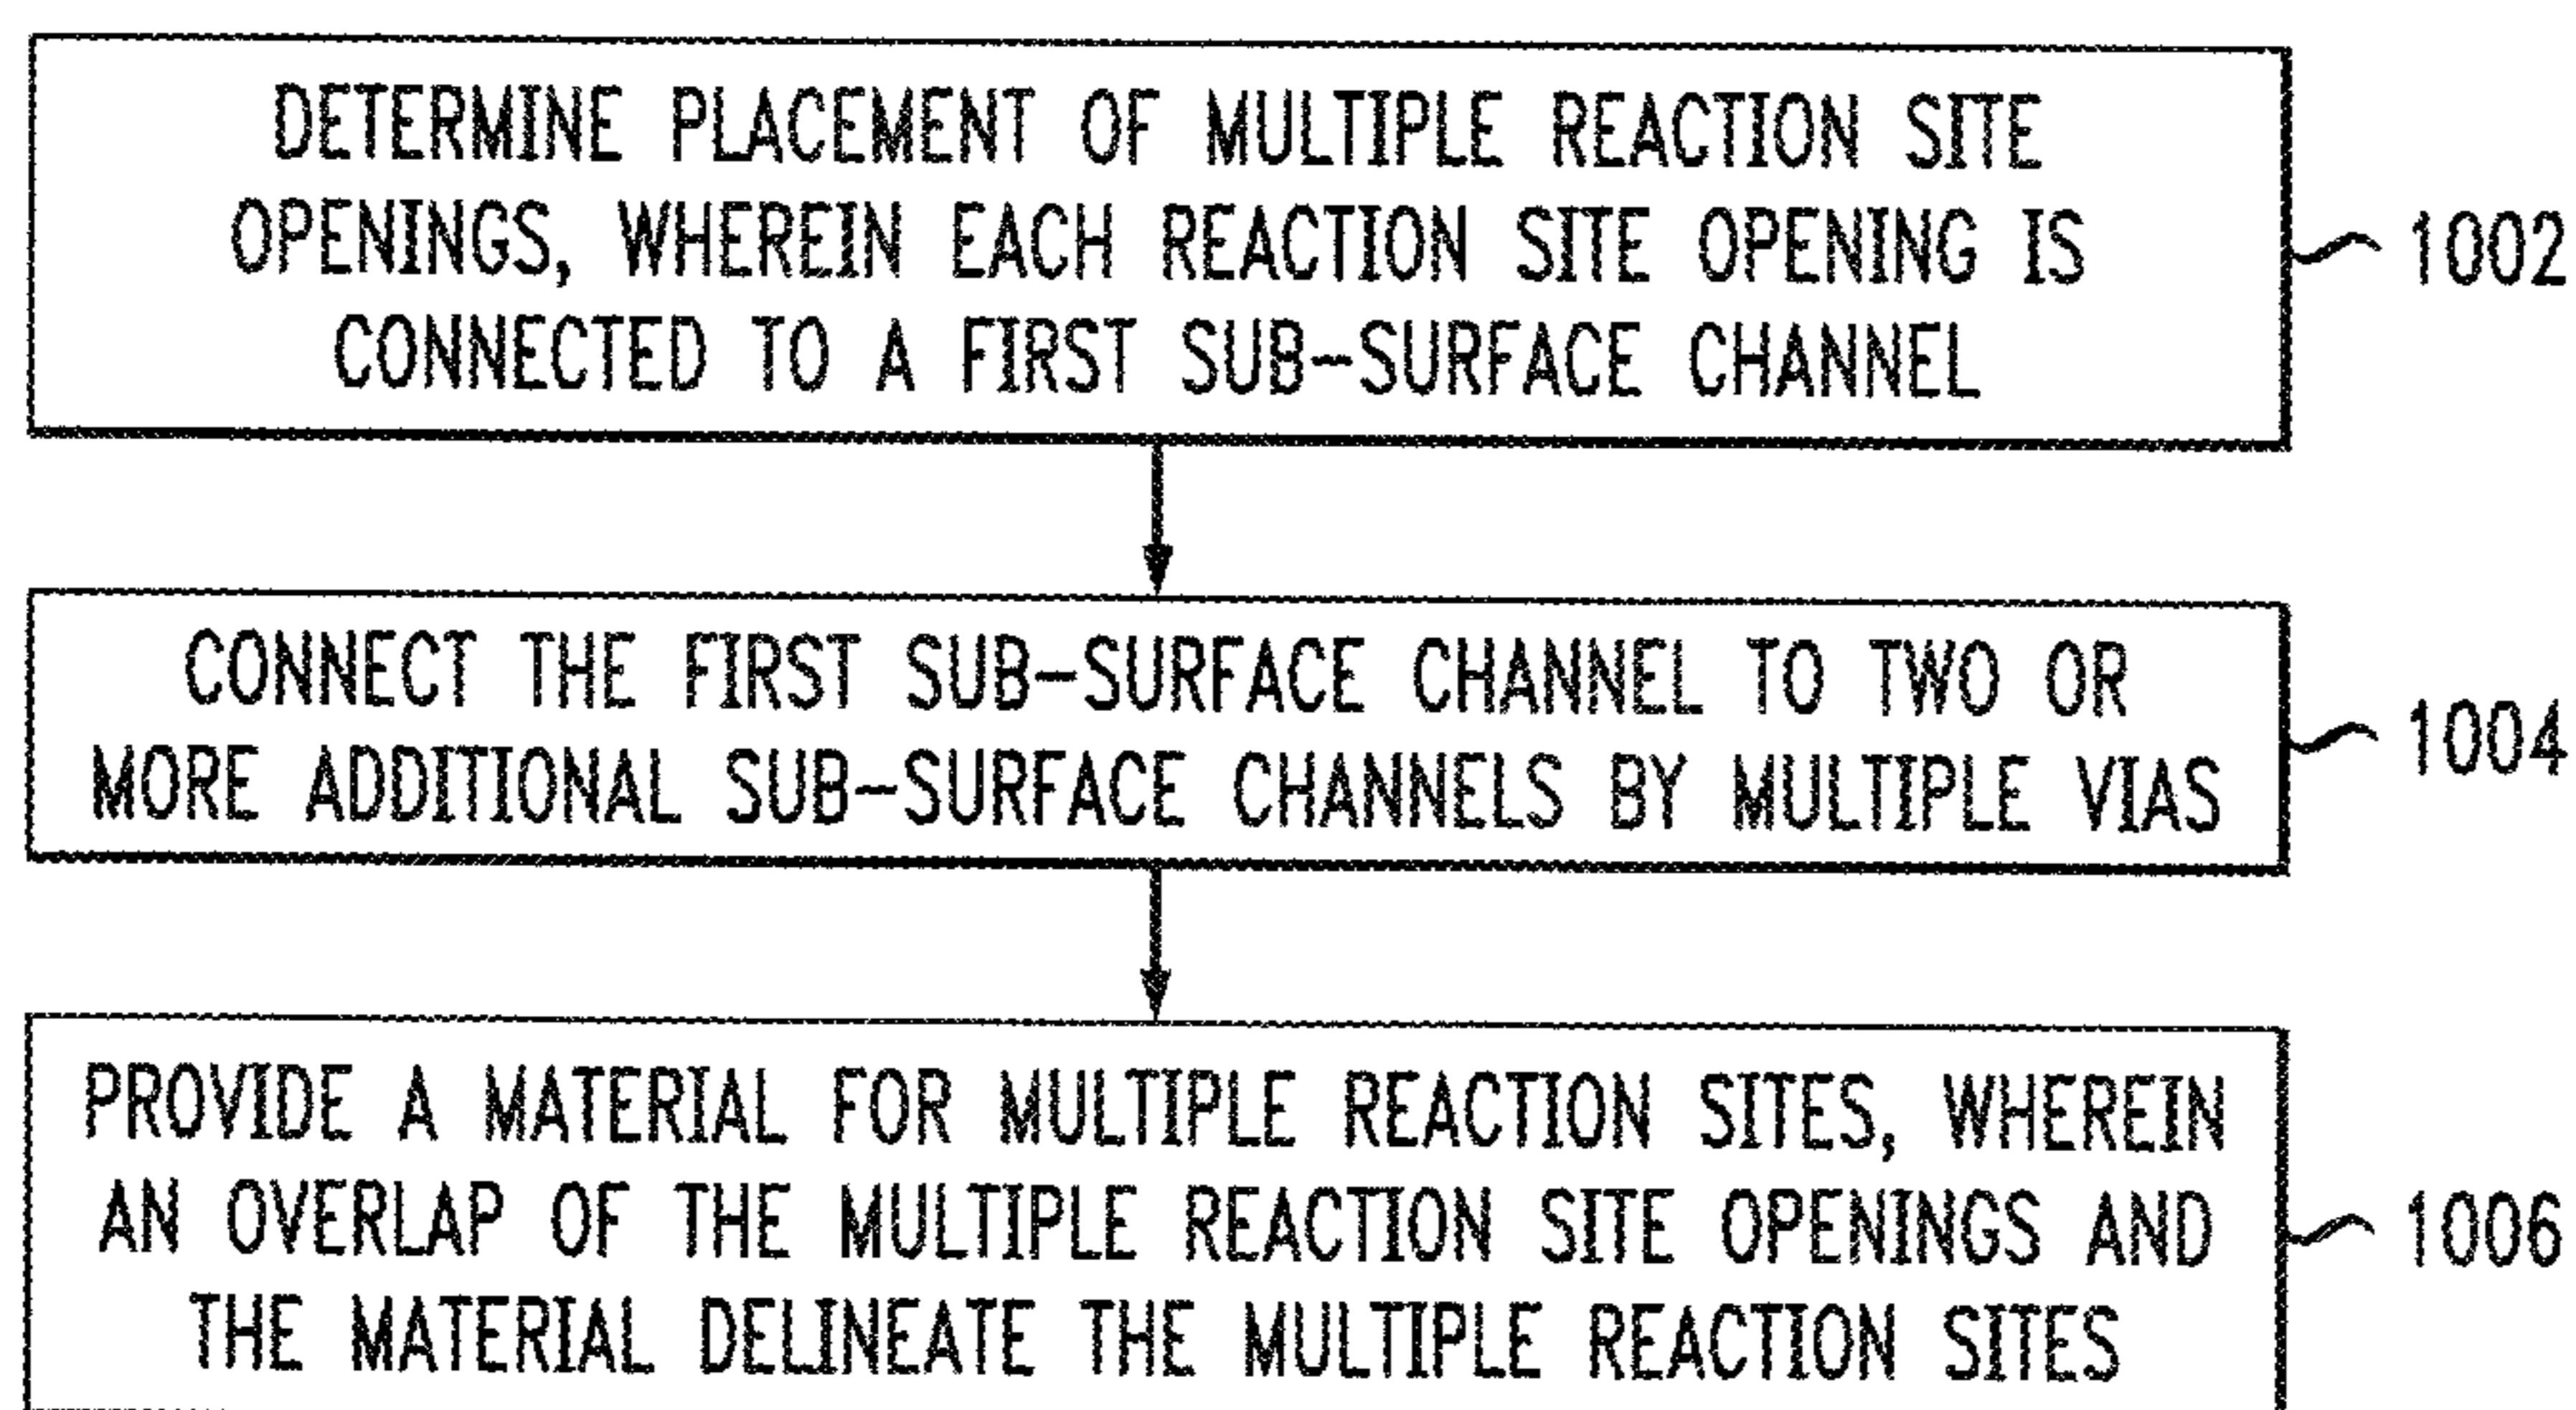 DETERMINE PLACEMENT OF MULTIPLE REACTION SITE
OPENINGS, WHEREIN EACH REACTION SITE OPENING IS
CONNECTED TO A FIRST SUB-SURFACE CHANNEL
1002
CONNECT THE FIRST SUB-SURFACE CHANNEL TO TWO OR
MORE ADDITIONAL SUB-SURFACE CHANNELS BY MULTIPLE VIAS
1004
PROVIDE A MATERIAL FOR MULTIPLE REACTION SITES, WHEREIN
AN OVERLAP OF THE MULTIPLE REACTION SITE OPENINGS AND
THE MATERIAL DELINEATE THE MULTIPLE REACTION SITES
1006